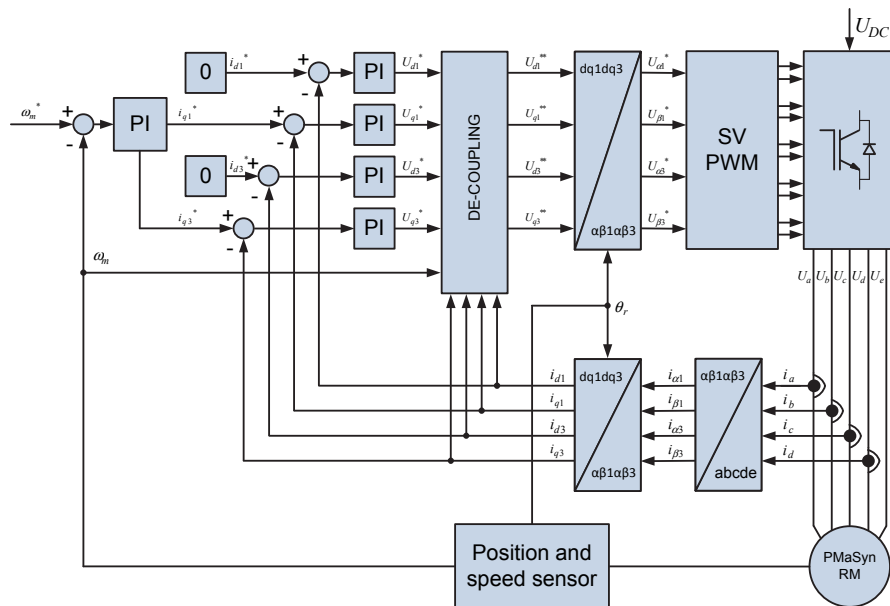 U_DC
0 i_d1^* + - PI U_d1^* U_d1^** dq1dq3 U_α1^*
ω_m^* + - PI i_q1^* + - PI U_q1^* DE-COUPLING U_q1^** U_β1^* SV PWM
0 i_d3^* + - PI U_d3^* U_d3^** U_α3^*
i_q3^* + - PI U_q3^* U_q3^** αβ1αβ3 U_β3^*
ω_m U_a U_b U_c U_d U_e
θ_r
dq1dq3 αβ1αβ3
i_d1 i_α1 i_a
i_q1 i_β1 i_b
i_d3 i_α3 i_c
i_q3 i_β3 i_d
αβ1αβ3 abcde
Position and
speed sensor
PMaSyn
RM